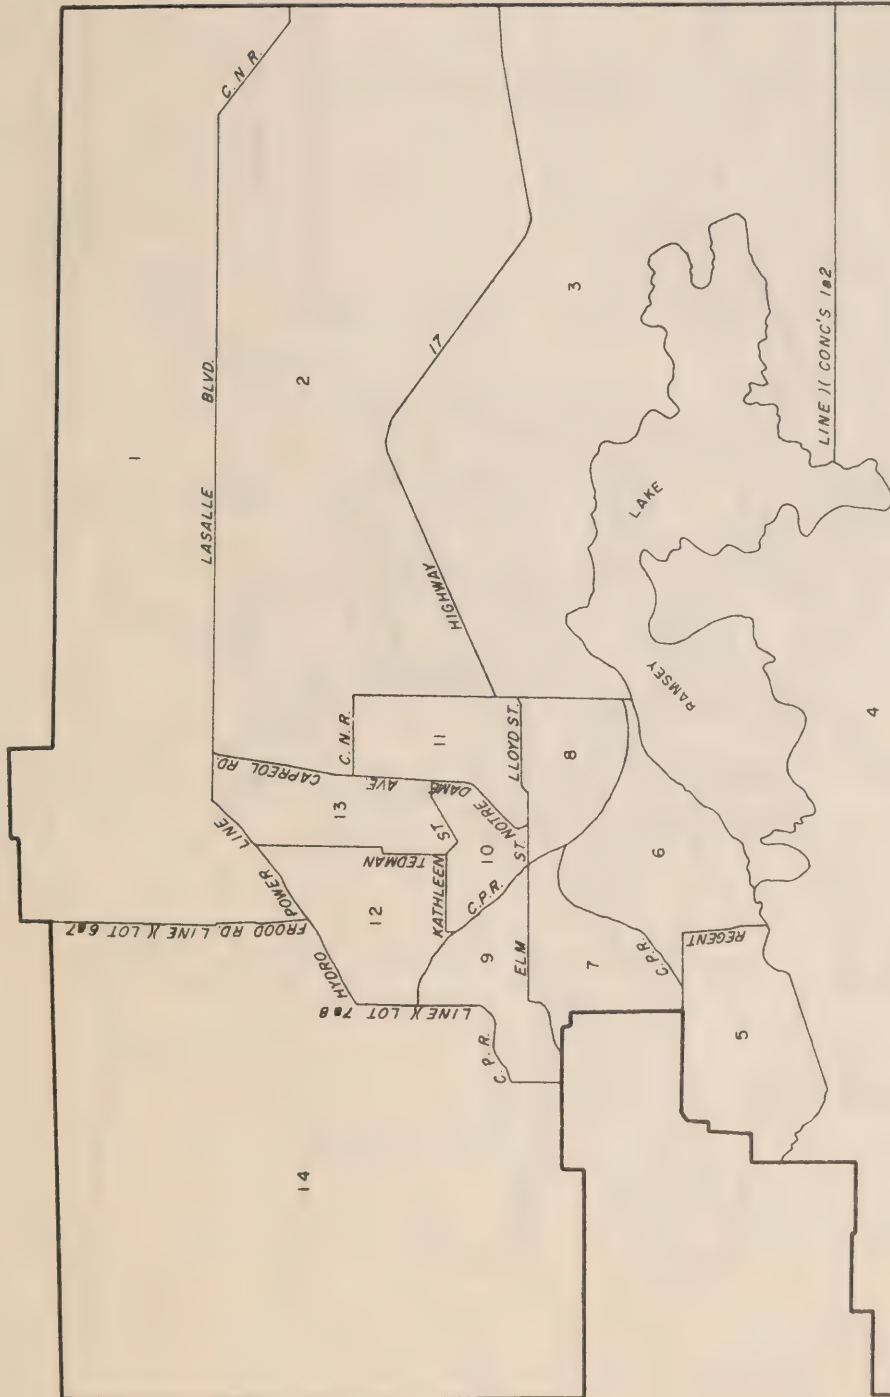 C. N. R.
1
LASALLE BLVD.
2
HIGHWAY 17
3
LAKE
RAMSEY
LINE )( CONC'S 1&2
4
CAPREOL RD.
C. N. R.
11
NOTRE DAME AVE.
LLOYD ST.
8
13
HYDRO POWER LINE
TEDMAN
KATHLEEN ST
10
C.P.R.
ELM ST.
12
FROOD RD. LINE )( LOT 6&7
LINE )( LOT 7&8
9
C. P. R.
7
C.P.R.
6
REGENT
5
14